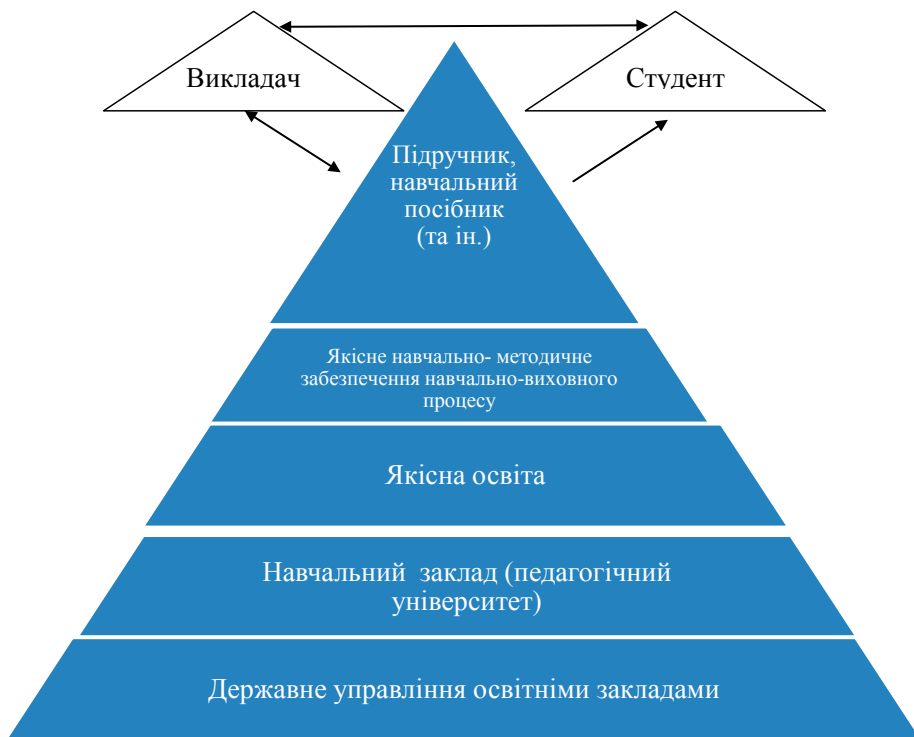 Викладач
Студент
Підручник,
навчальний
посібник
(та ін.)
Якісне навчально- методичне
забезпечення навчально-виховного
процесу
Якісна освіта
Навчальний заклад (педагогічний
університет)
Державне управління освітніми закладами